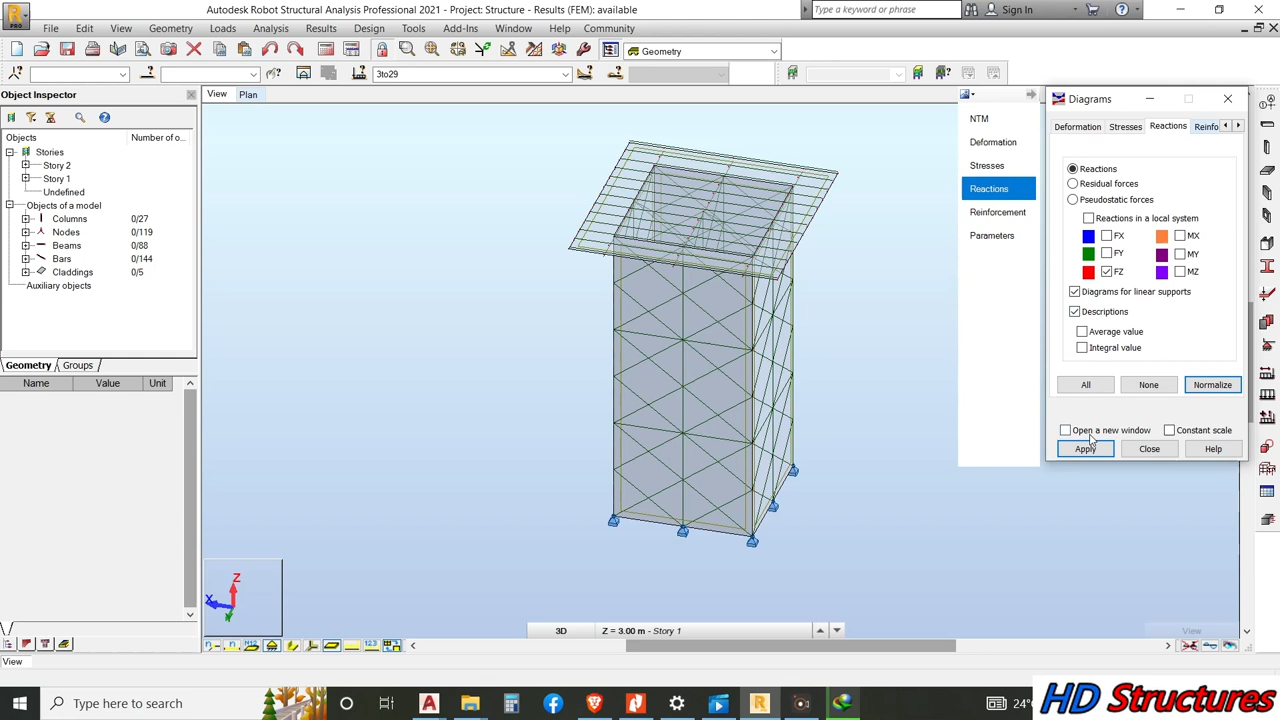 Autodesk Robot Structural Analysis Professional 2021 - Project: Structure - Results (FEM): available
Type a keyword or phrase
Sign In
File Edit View Geometry Loads Analysis Results Design Tools Add-Ins Window Help Community
Geometry
3to29
Object Inspector
View Plan
Objects Number of o...
Stories
Story 2
Story 1
Undefined
Objects of a model
Columns 0/27
Nodes 0/119
Beams 0/88
Bars 0/144
Claddings 0/5
Auxiliary objects
Geometry Groups
Name Value Unit
NTM
Deformation
Stresses
Reactions
Reinforcement
Parameters
Diagrams
Deformation Stresses Reactions Reinfo
Reactions
Residual forces
Pseudostatic forces
Reactions in a local system
FX MX
FY MY
FZ MZ
Diagrams for linear supports
Descriptions
Average value
Integral value
All None Normalize
Open a new window Constant scale
Apply Close Help
Z
X
Y
3D Z = 3.00 m - Story 1
View
View
Type here to search
24°
HD Structures